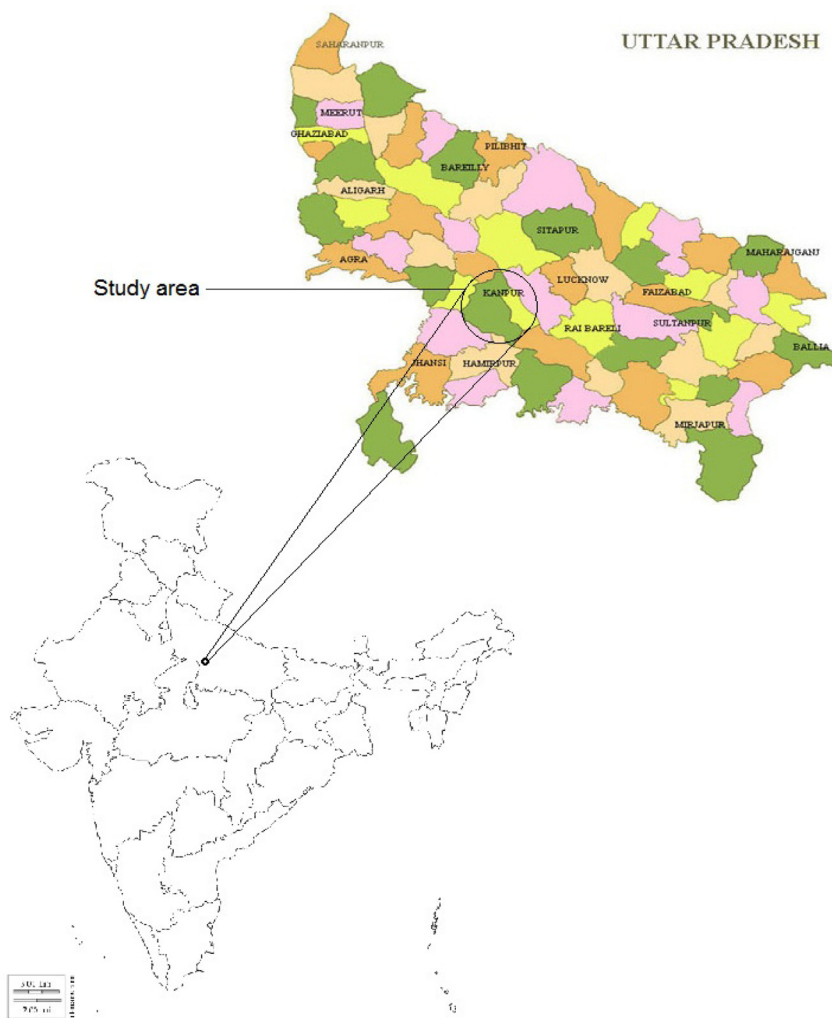 UTTAR PRADESH
SAHARANPUR
MEERUT
GHAZIABAD
PILIBHIT
BAREILLY
ALIGARH
SITAPUR
MAHARAJGANJ
AGRA
LUCKNOW
Study area
KANPUR
FAIZABAD
RAI BARELI
SULTANPUR
BALLIA
JHANSI
HAMIRPUR
MIRJAPUR